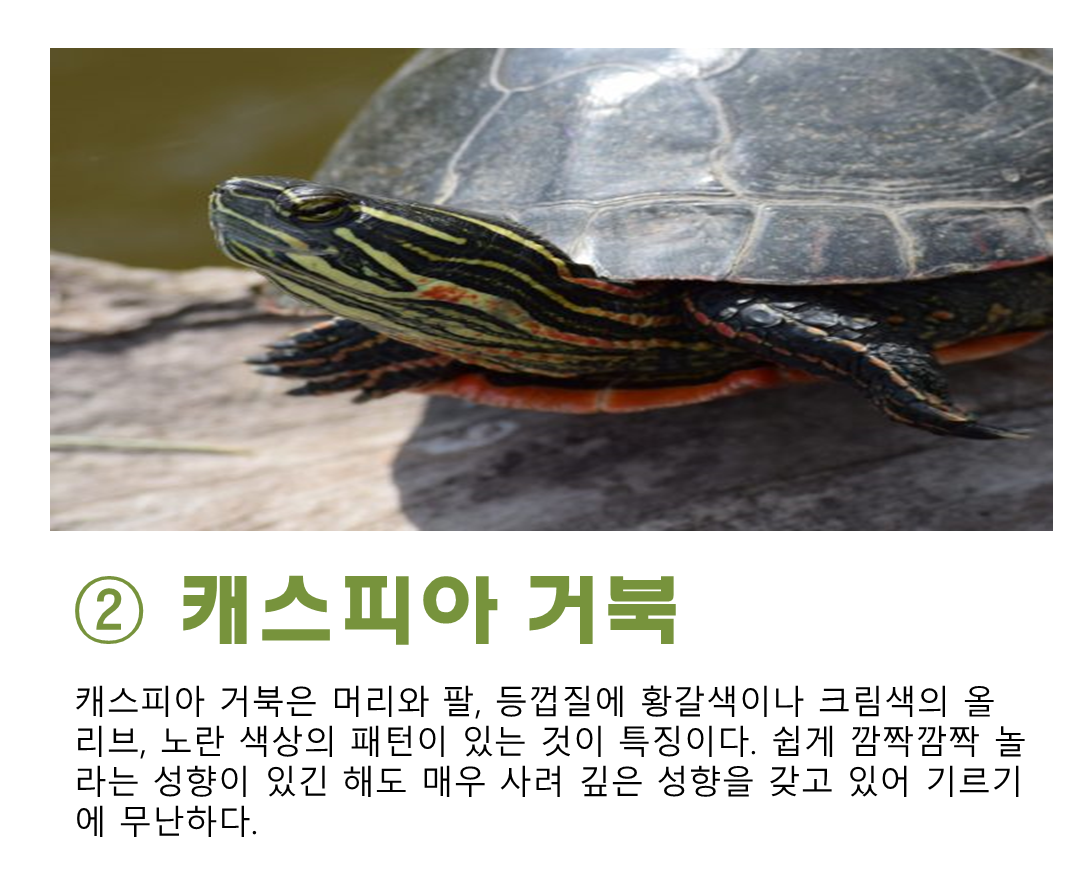 ② 캐스피아 거북
캐스피아 거북은 머리와 팔, 등껍질에 황갈색이나 크림색의 올
리브, 노란 색상의 패턴이 있는 것이 특징이다. 쉽게 깜짝깜짝 놀
라는 성향이 있긴 해도 매우 사려 깊은 성향을 갖고 있어 기르기
에 무난하다.